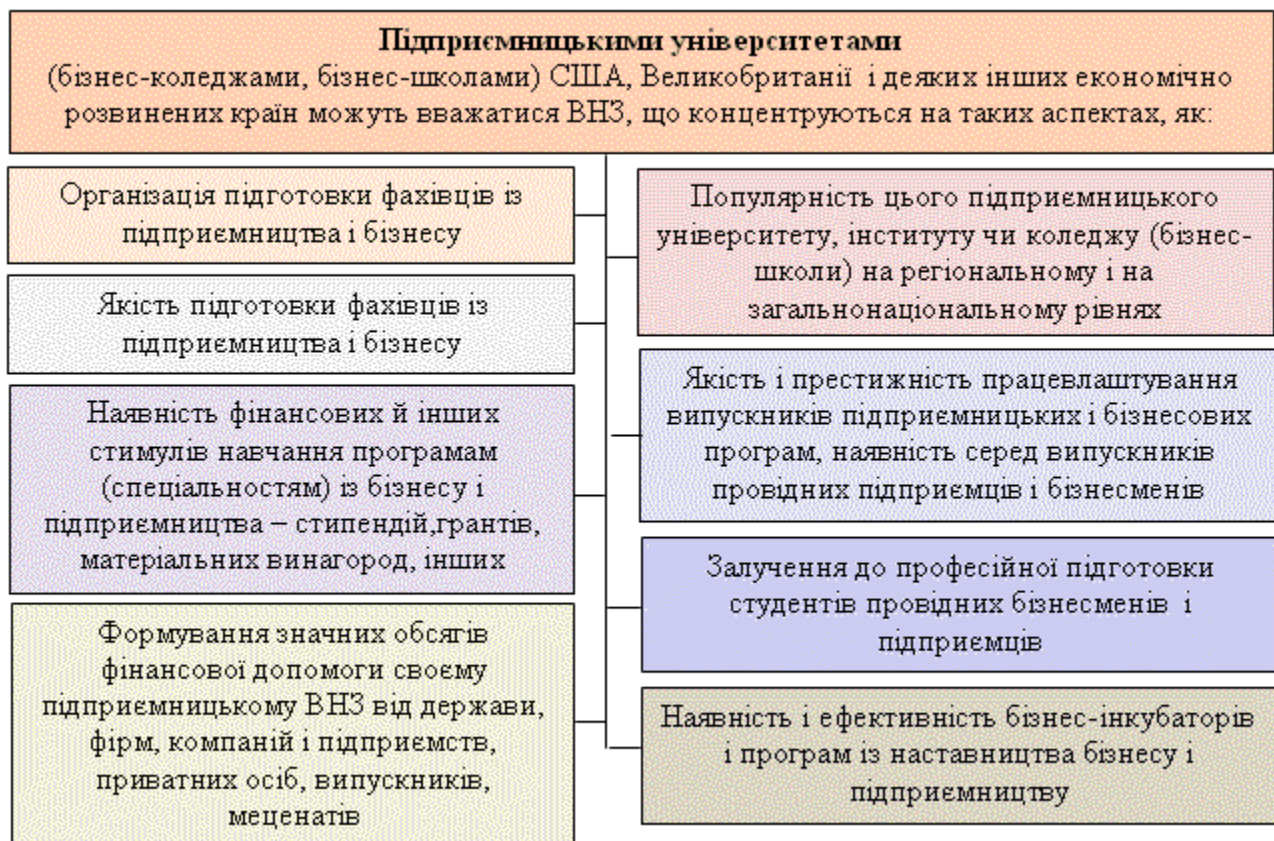 Підприємницькими університетами
(бізнес-коледжами, бізнес-школами) США, Великобританії і деяких інших економічно
розвинених країн можуть вважатися ВНЗ, що концентруються на таких аспектах, як:
Організація підготовки фахівців із
підприємництва і бізнесу
Якість підготовки фахівців із
підприємництва і бізнесу
Наявність фінансових й інших
стимулів навчання програмам
(спеціальностям) із бізнесу і
підприємництва – стипендій,грантів,
матеріальних винагород, інших
Формування значних обсягів
фінансової допомоги своєму
підприємницькому ВНЗ від держави,
фірм, компаній і підприємств,
приватних осіб, випускників,
меценатів
Популярність цього підприємницького
університету, інституту чи коледжу (бізнес-
школи) на регіональному і на
загальнонаціональному рівнях
Якість і престижність працевлаштування
випускників підприємницьких і бізнесових
програм, наявність серед випускників
провідних підприємців і бізнесменів
Залучення до професійної підготовки
студентів провідних бізнесменів і
підприємців
Наявність і ефективність бізнес-інкубаторів
і програм із наставництва бізнесу і
підприємництву